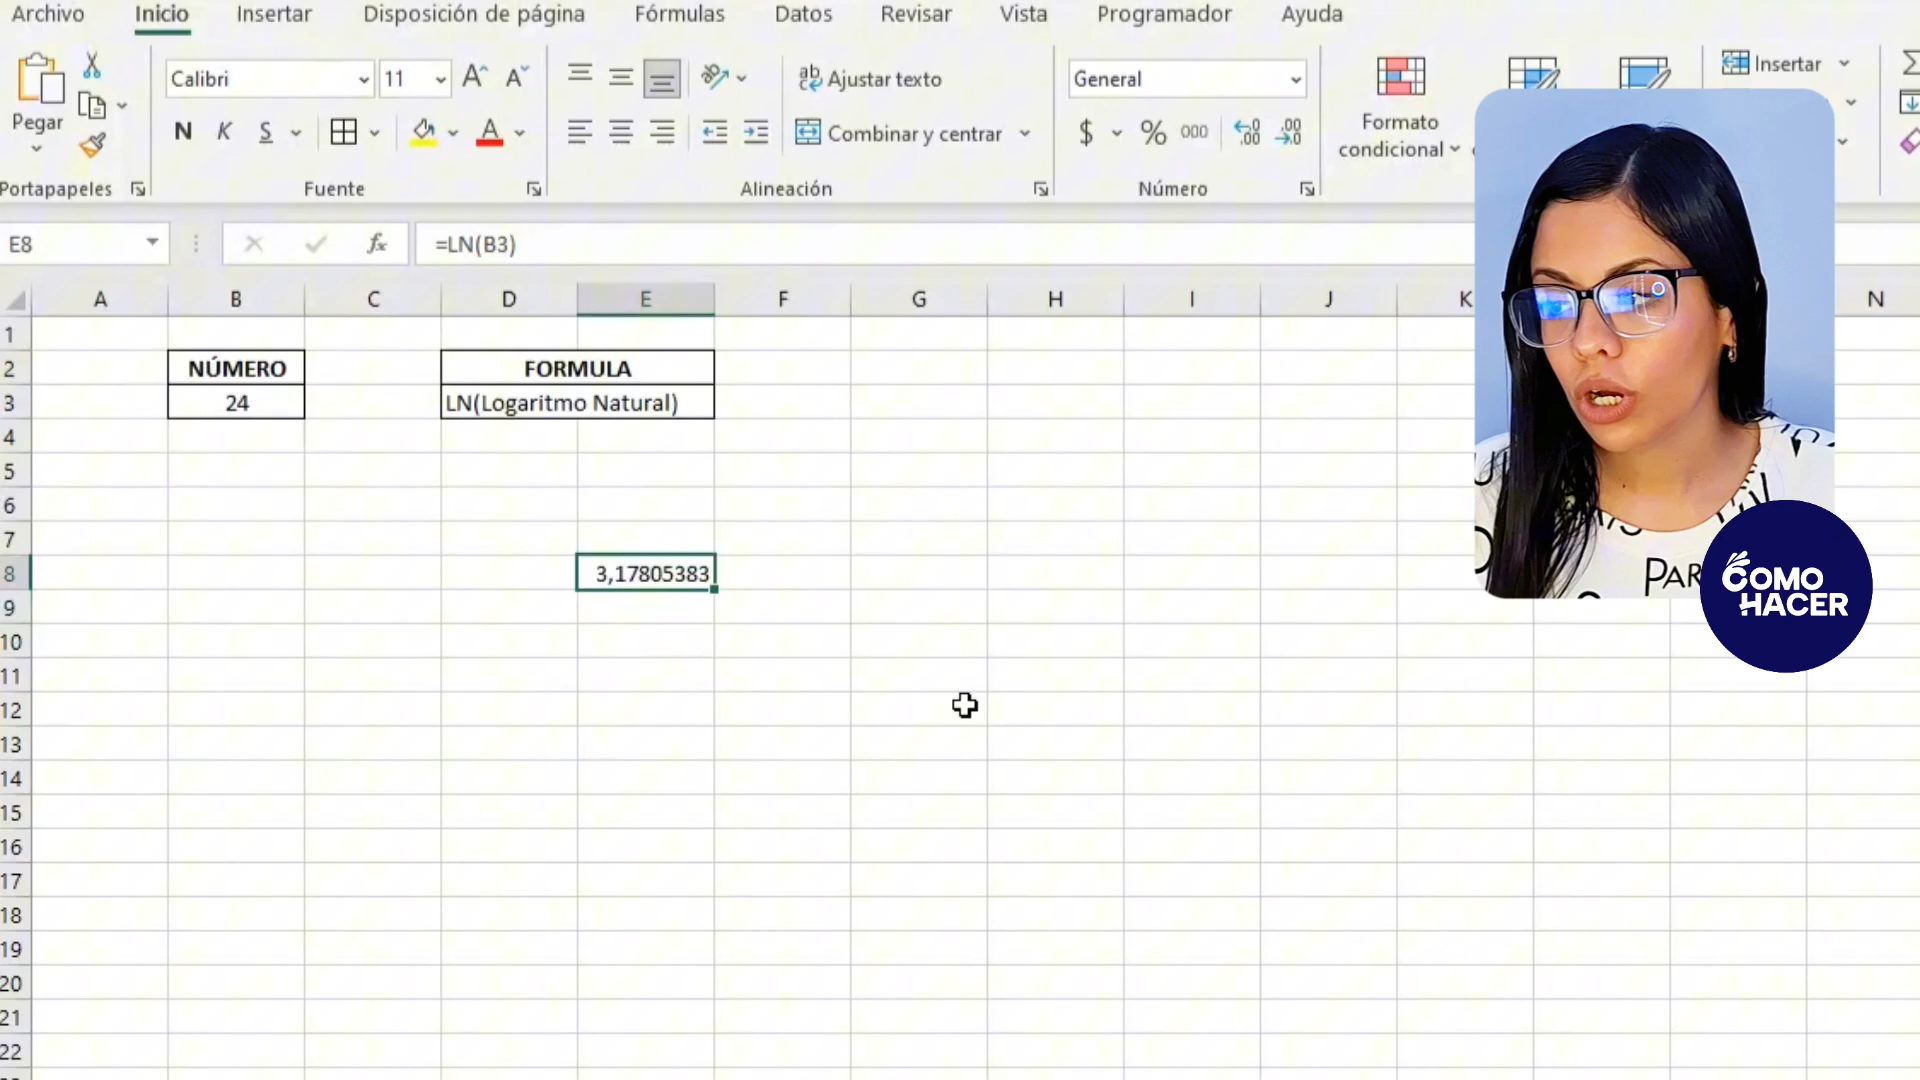 Archivo Inicio Insertar Disposición de página Fórmulas Datos Revisar Vista Programador Ayuda
Pegar
Portapapeles
Calibri 11
N K S
Fuente
Ajustar texto
Combinar y centrar
Alineación
General
$ % 000
Número
Formato
condicional
Insertar
E8 fx =LN(B3)
A B C D E F G H I J K N
1
2 NÚMERO FORMULA
3 24 LN(Logaritmo Natural)
4
5
6
7
8 3,17805383
9
10
11
12
13
14
15
16
17
18
19
20
21
22
PAR
COMO
HACER